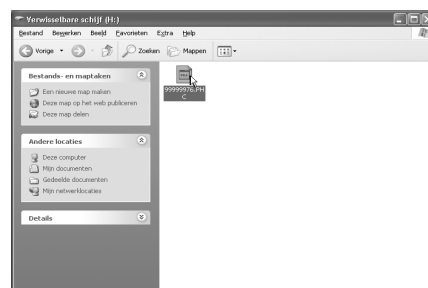 Verwisselbare schijf (H:)
Bestand Bewerken Beeld Favorieten Extra Help
Vorige Zoeken Mappen
Bestands- en maptaken
Een nieuwe map maken
Deze map op het web publiceren
Deze map delen
Andere locaties
Deze computer
Mijn documenten
Gedeelde documenten
Mijn netwerklocaties
Details
99999976.PH
C